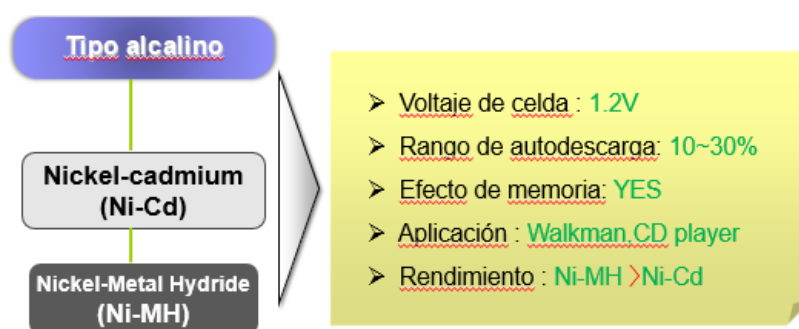 Tipo alcalino
Nickel-cadmium
(Ni-Cd)
Nickel-Metal Hydride
(Ni-MH)
➢ Voltaje de celda : 1.2V
➢ Rango de autodescarga: 10~30%
➢ Efecto de memoria: YES
➢ Aplicación : Walkman,CD player
➢ Rendimiento : Ni-MH 〉Ni-Cd